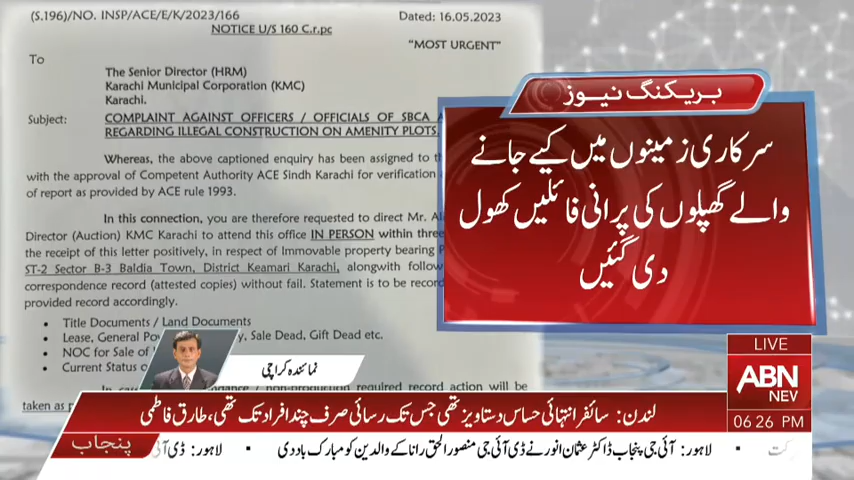 (S.196)/NO. INSP/ACE/E/K/2023/166
Dated: 16.05.2023
NOTICE U/S 160 C.r.pc
"MOST URGENT"
To
The Senior Director (HRM)
Karachi Municipal Corporation (KMC)
Karachi.
Subject: COMPLAINT AGAINST OFFICERS / OFFICIALS OF SBCA
REGARDING ILLEGAL CONSTRUCTION ON AMENITY PLOTS.
Whereas, the above captioned enquiry has been assigned to
with the approval of Competent Authority ACE Sindh Karachi for verification
of report as provided by ACE rule 1993.
In this connection, you are therefore requested to direct Mr.
Director (Auction) KMC Karachi to attend this office IN PERSON within three
the receipt of this letter positively, in respect of Immovable property bearing
ST-2 Sector B-3 Baldia Town, District Keamari Karachi, alongwith
correspondence record (attested copies) without fail. Statement is to be
provided record accordingly.
• Title Documents / Land Documents
• Lease, General Sale Dead, Gift Dead etc.
• NOC for Sale of
• Current Status
required record action will be
taken as
بریکنگ نیوز
سرکاری زمینوں میں کیے جانے
والے گھپلوں کی پرانی فائلیں کھول
دی گئیں
نمائندہ کراچی
LIVE
ABN
NEV
06:26 PM
لندن: سائفر انتہائی حساس دستاویز تھی جس تک رسائی صرف چند افراد تک تھی، طارق فاطمی
پنجاب
لاہور: آئی جی پنجاب ڈاکٹر عثمان انور نے ڈی آئی جی منصور الحق رانا کے والدین کو مبارک باد دی
لاہور: ڈی آئی